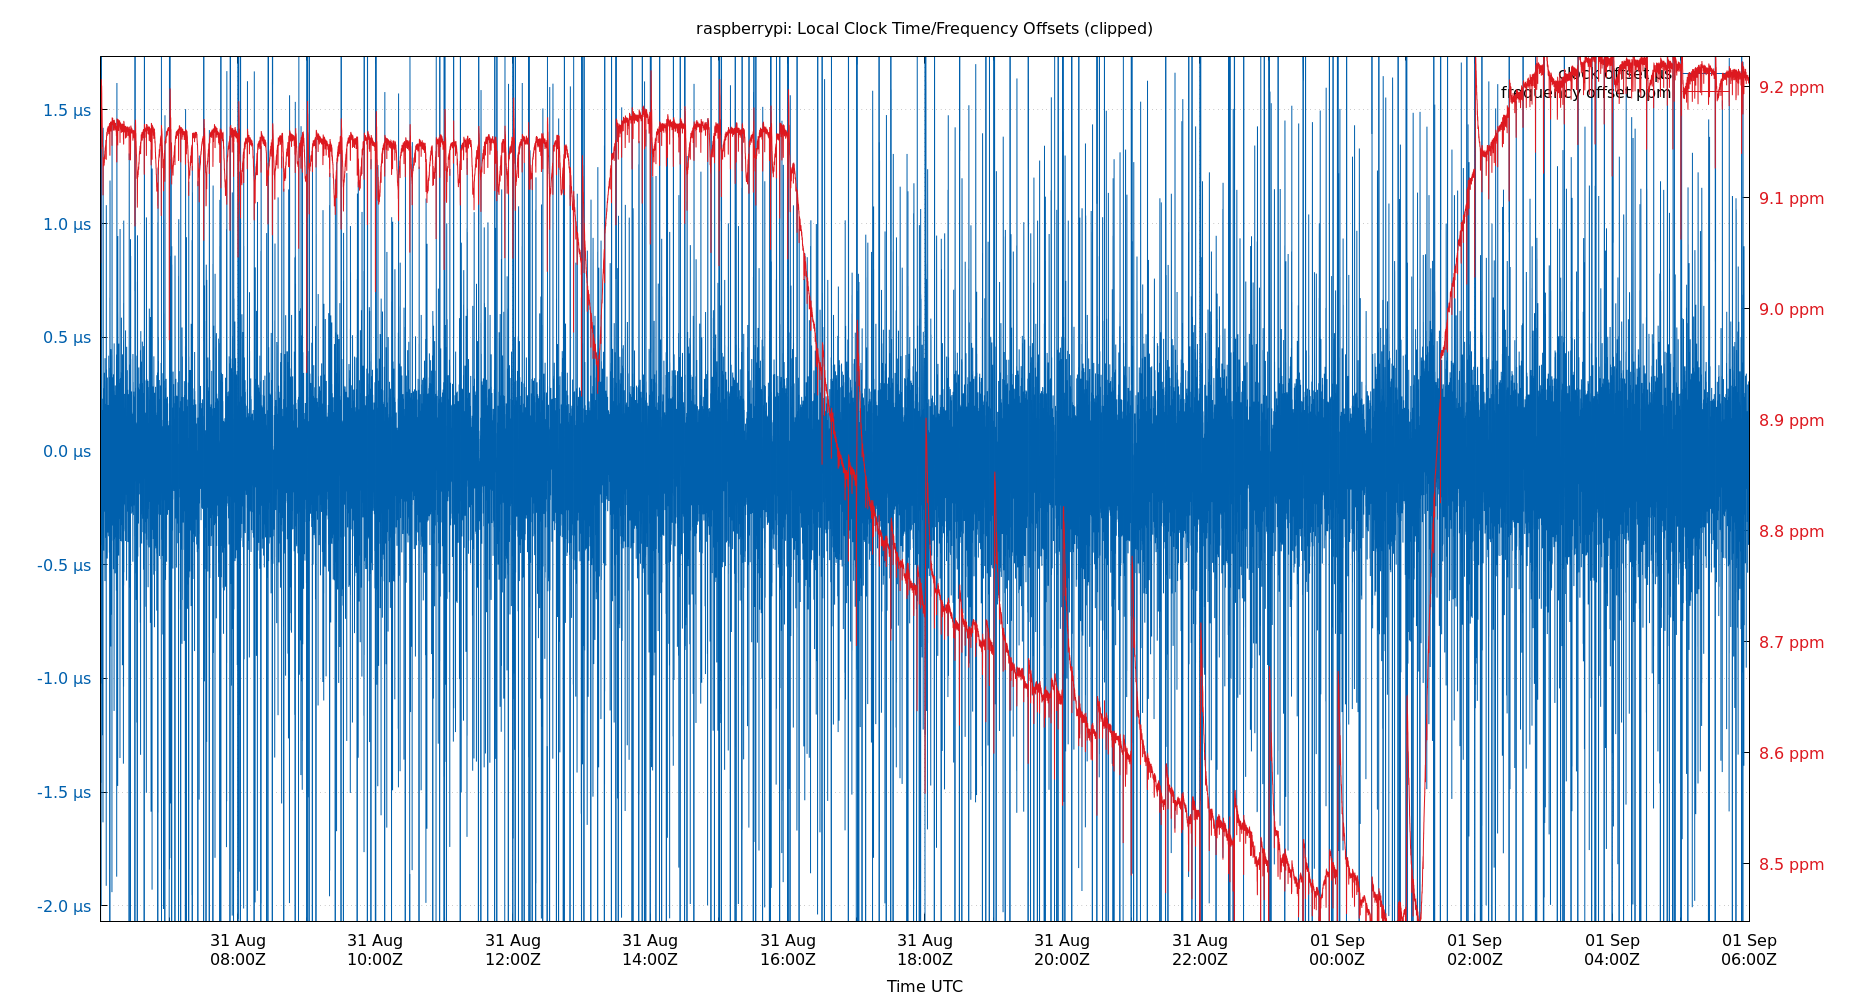 raspberrypi: Local Clock Time/Frequency Offsets (clipped)
clock offset µs
frequency offset ppm
1.5 µs
1.0 µs
0.5 µs
0.0 µs
-0.5 µs
-1.0 µs
-1.5 µs
-2.0 µs
9.2 ppm
9.1 ppm
9.0 ppm
8.9 ppm
8.8 ppm
8.7 ppm
8.6 ppm
8.5 ppm
31 Aug 31 Aug 31 Aug 31 Aug 31 Aug 31 Aug 31 Aug 31 Aug 01 Sep 01 Sep 01 Sep 01 Sep
08:00Z 10:00Z 12:00Z 14:00Z 16:00Z 18:00Z 20:00Z 22:00Z 00:00Z 02:00Z 04:00Z 06:00Z
Time UTC